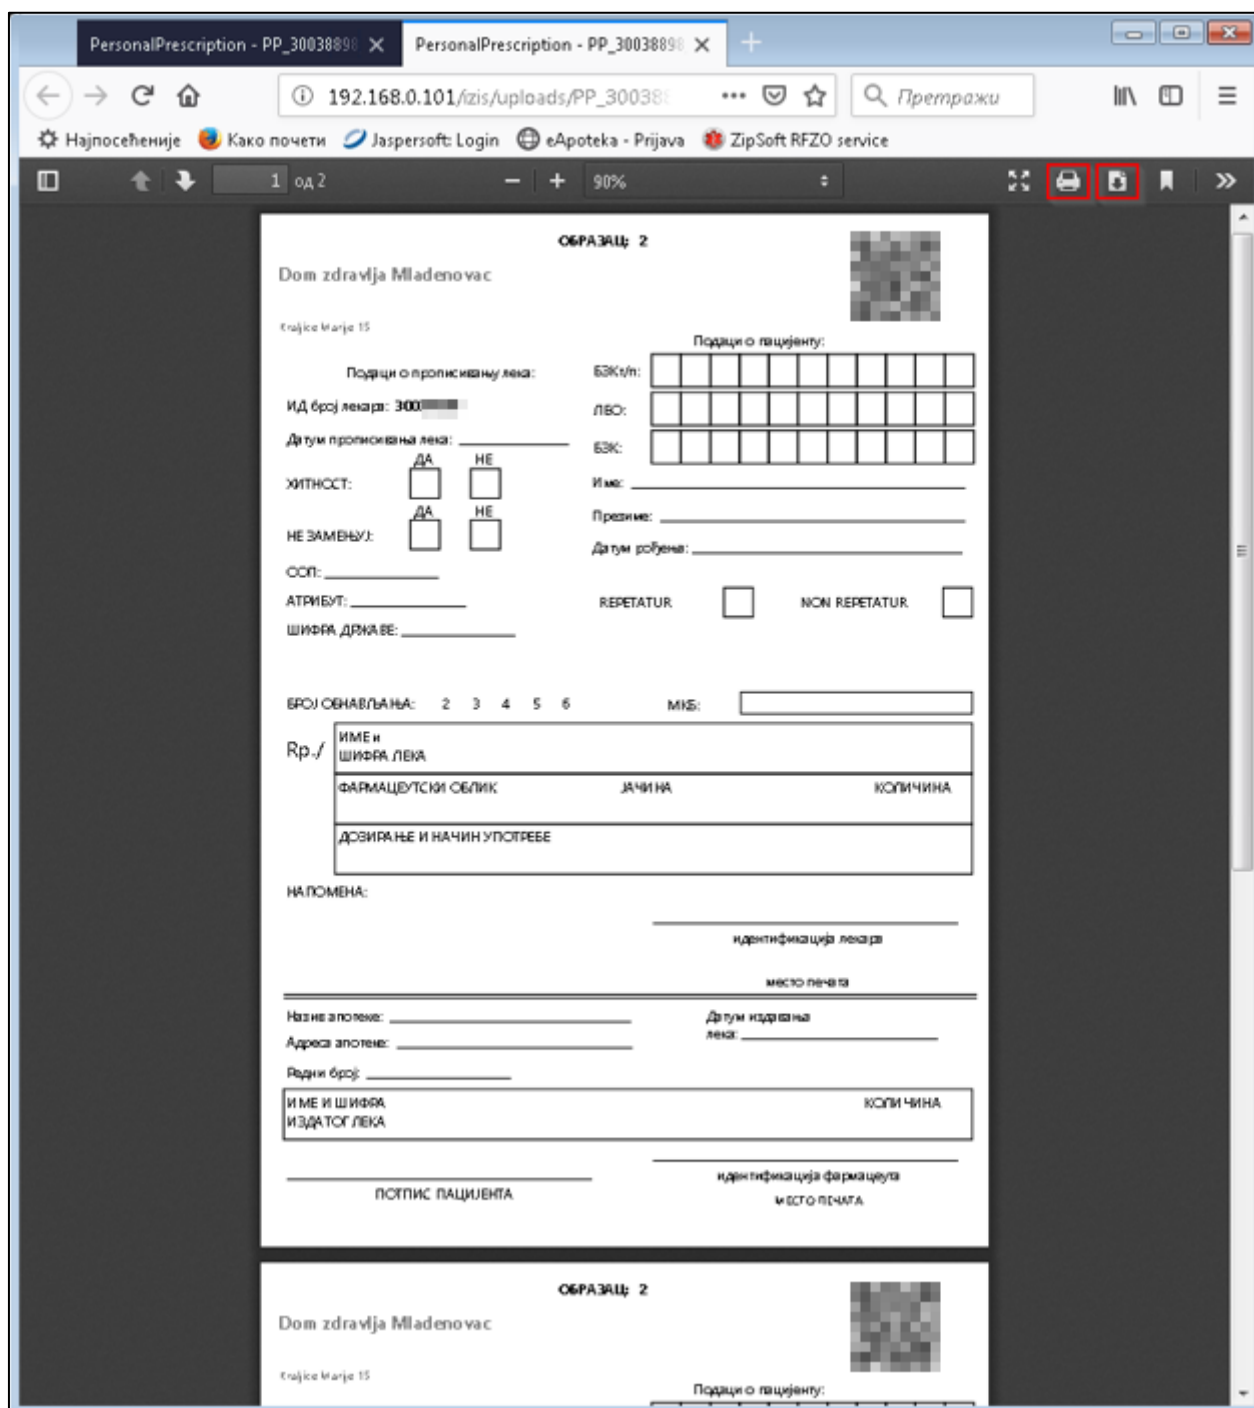 PersonalPrescription - PP_30038898
PersonalPrescription - PP_30038898
192.168.0.101/izis/uploads/PP_30038
Претражи
Најпосећеније Како почети Jaspersoft: Login eApoteka - Prijava ZipSoft RFZO service
1 од 2
90%
ОБРАЗАЦ 2
Dom zdravlja Mladenovac
Kraljice Marije 15
Подаци о пацијенту:
Подаци о прописивању лека:
БЗКт/п:
ИД број лекара: 300
ЛБО:
Датум прописивања лека:
БЗК:
ДА НЕ
ХИТНОСТ:
Име:
ДА НЕ
Презиме:
НЕ ЗАМЕЊУЈ:
Датум рођења:
ООП:
АТРИБУТ:
REPETATUR NON REPETATUR
ШИФРА ДРЖАВЕ:
БРОЈ ОБНАВЉАЊА: 2 3 4 5 6 МКБ:
Rp./
ИМЕ и
ШИФРА ЛЕКА
ФАРМАЦЕУТСКИ ОБЛИК ЈАЧИНА КОЛИЧИНА
ДОЗИРАЊЕ И НАЧИН УПОТРЕБЕ
НАПОМЕНА:
идентификација лекара
место печата
Назив апотеке:
Датум издавања
лека:
Адреса апотеке:
Редни број:
ИМЕ И ШИФРА
ИЗДАТОГ ЛЕКА
КОЛИЧИНА
идентификација фармацеута
ПОТПИС ПАЦИЈЕНТА
МЕСТО ПЕЧАТА
ОБРАЗАЦ 2
Dom zdravlja Mladenovac
Kraljice Marije 15
Подаци о пацијенту: